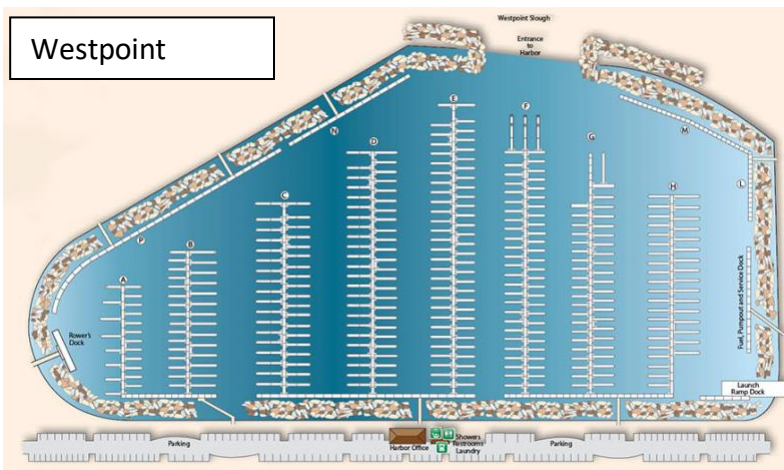 Westpoint
Westpoint Slough
Entrance
to
Harbor
E
F
N
D
G
M
C
H
L
P
B
A
Rower's
Dock
Fuel, Pumpout and Service Dock
Launch
Ramp Dock
Parking
Harbor Office
Showers
Restrooms
Laundry
Parking